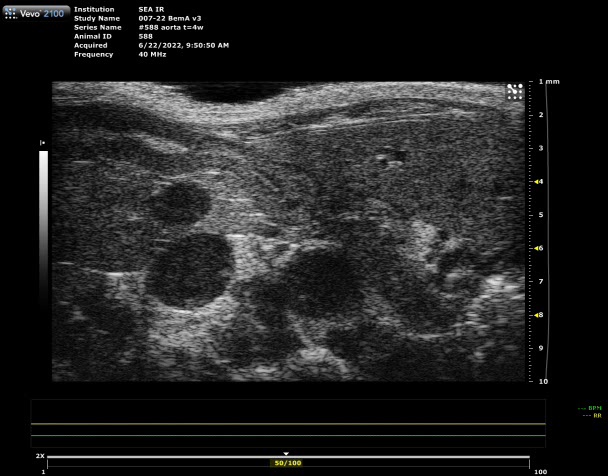 Vevo 2100
Institution SEA IR
Study Name 007-22 BemA v3
Series Name #588 aorta t=4w
Animal ID 588
Acquired 6/22/2022, 9:50:50 AM
Frequency 40 MHz
1 mm
2
3
4
5
6
7
8
9
10
--- BPM
--- RR
2X
50/100
1 100